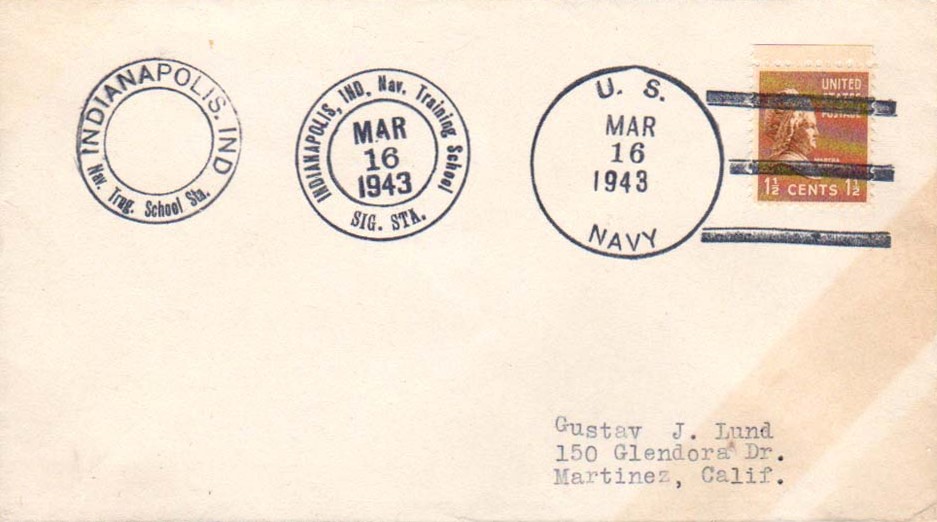 INDIANAPOLIS, IND
Nav. Trng. School Sta.
INDIANAPOLIS, IND. Nav. Training School
MAR
16
1943
SIG. STA.
U. S.
MAR
16
1943
NAVY
UNITED
STATES
POSTAGE
MARTHA
1½ CENTS 1½
Gustav J. Lund
150 Glendora Dr.
Martinez, Calif.